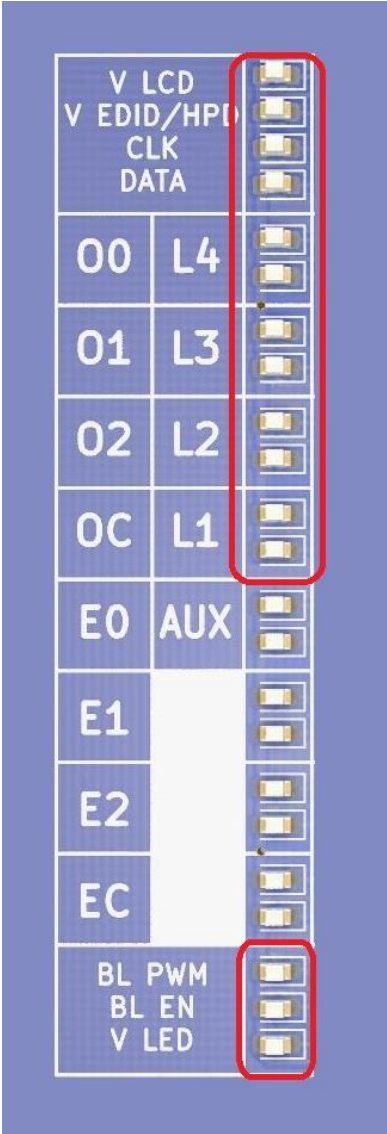 V LCD
V EDID/HPD
CLK
DATA
O0 L4
O1 L3
O2 L2
OC L1
E0 AUX
E1
E2
EC
BL PWM
BL EN
V LED